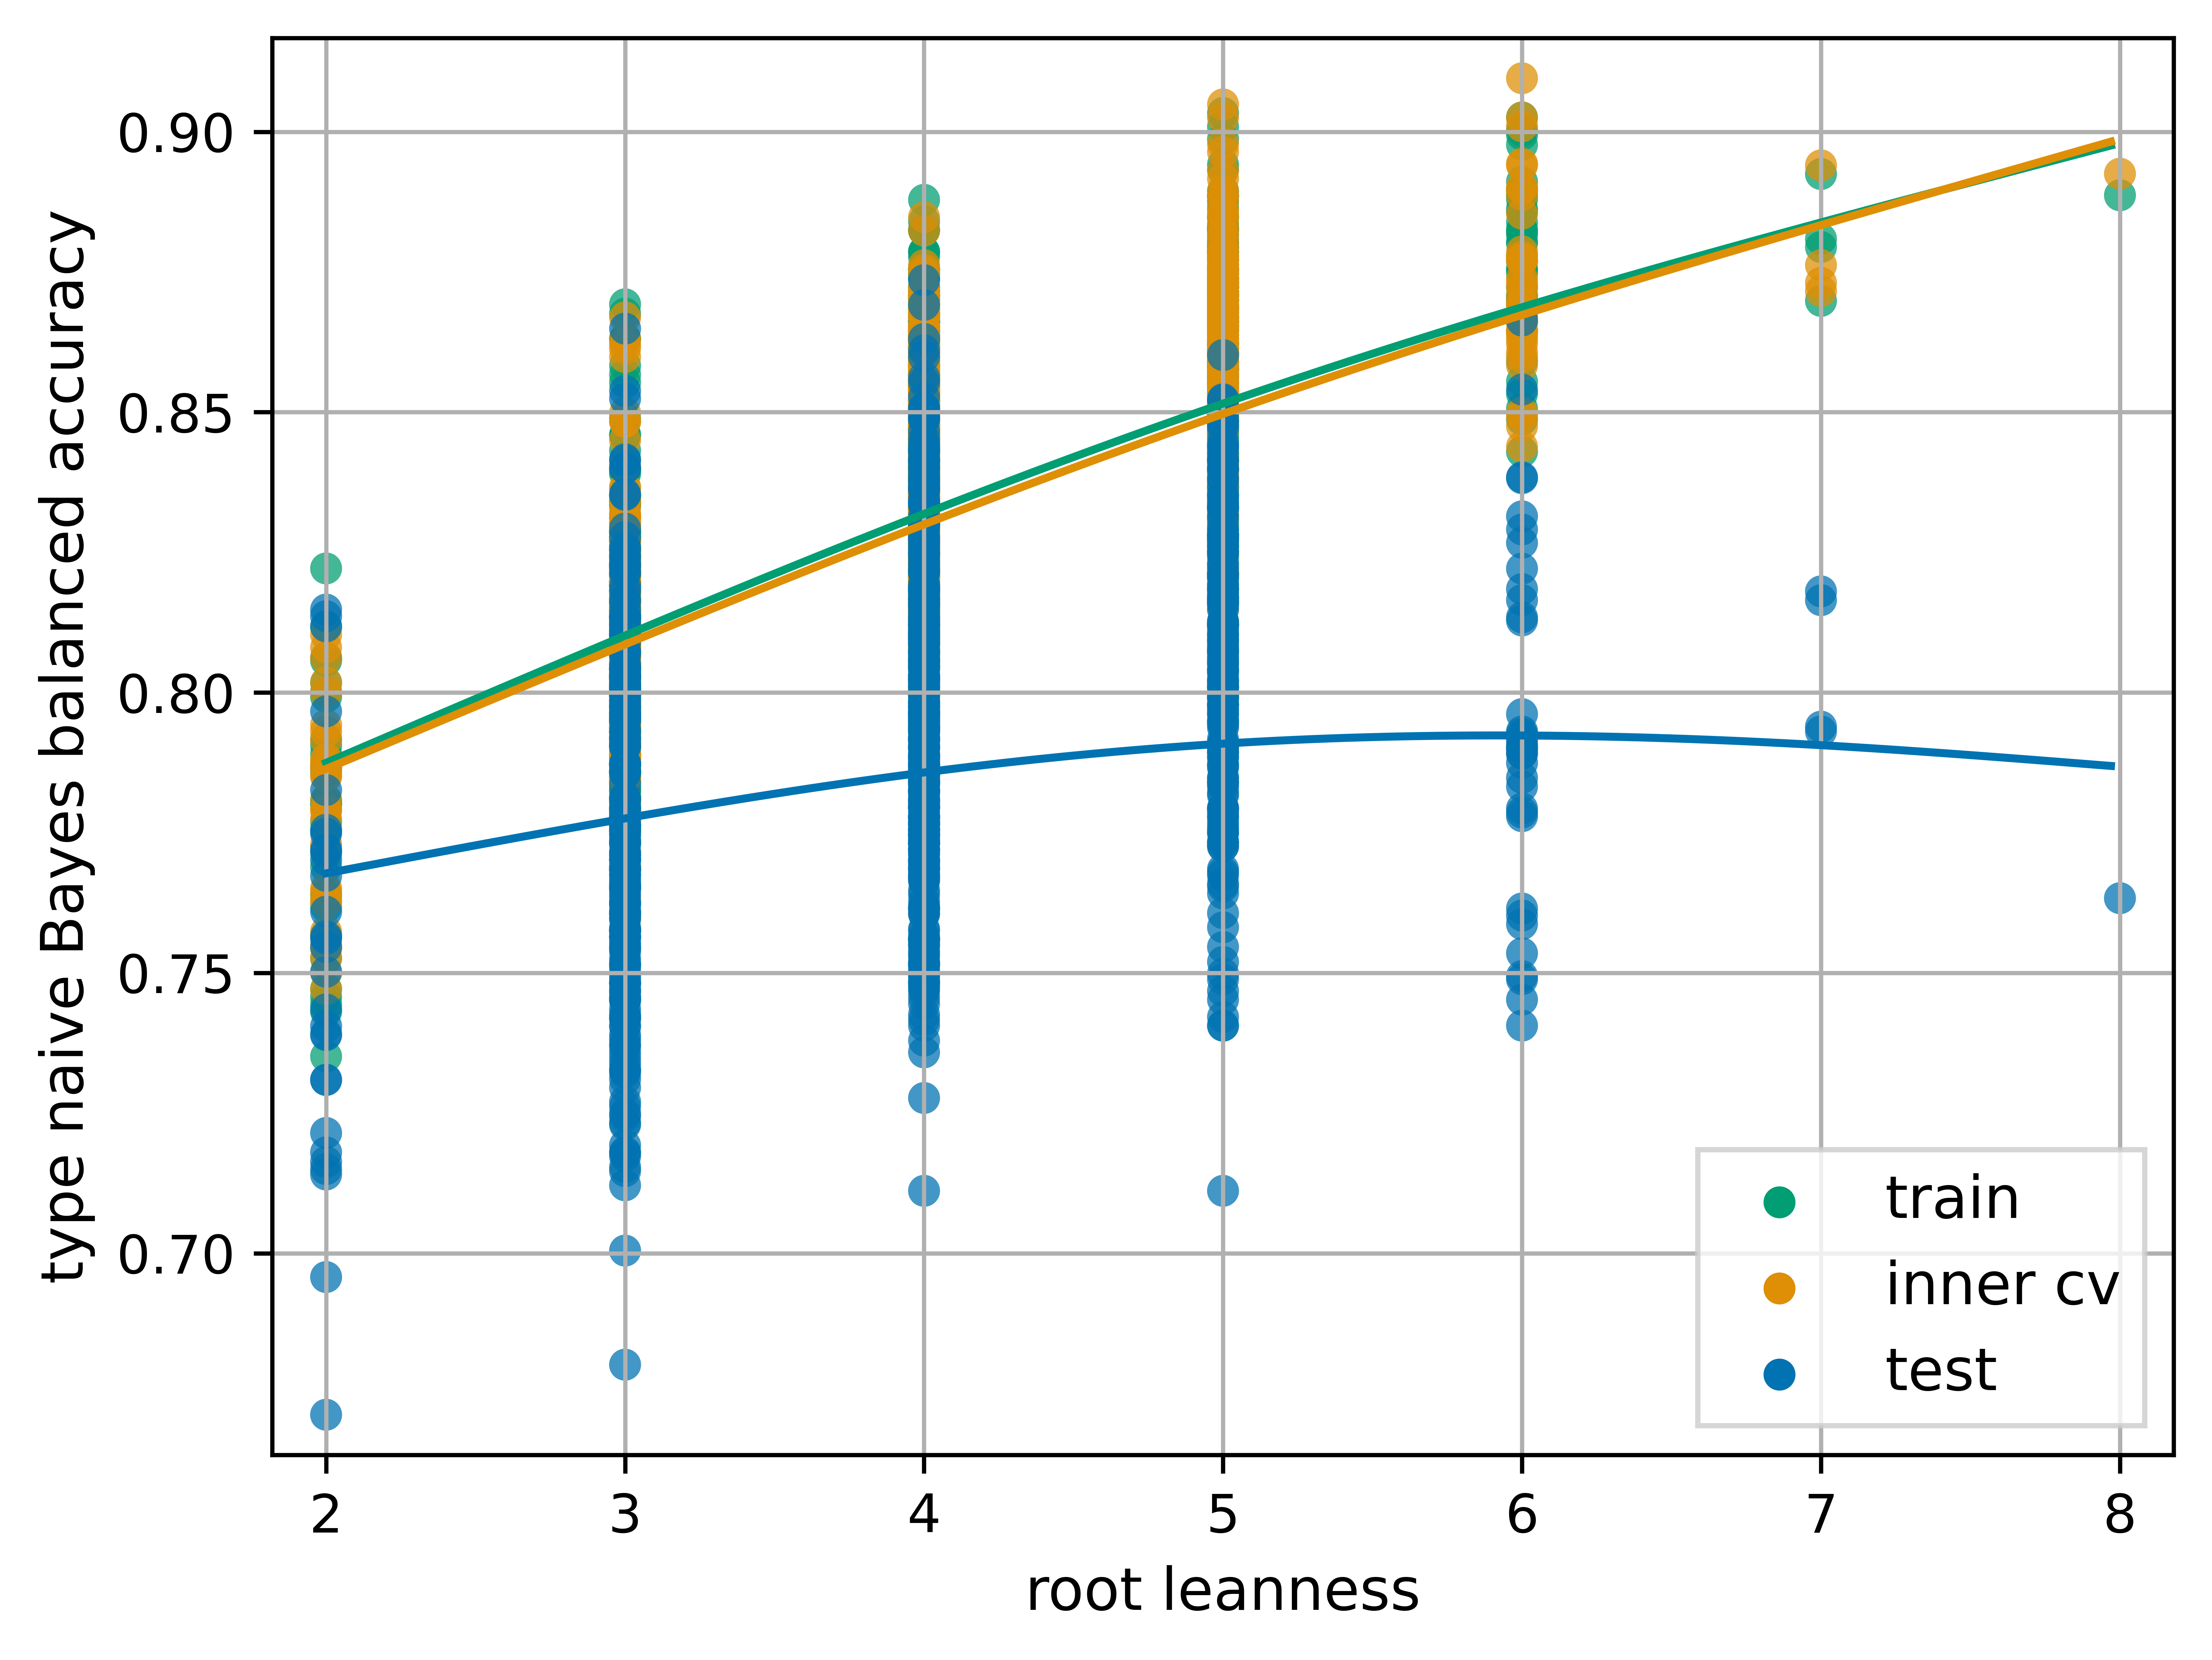 type naive Bayes balanced accuracy
0.90
0.85
0.80
0.75
0.70
train
inner cv
test
2 3 4 5 6 7 8
root leanness